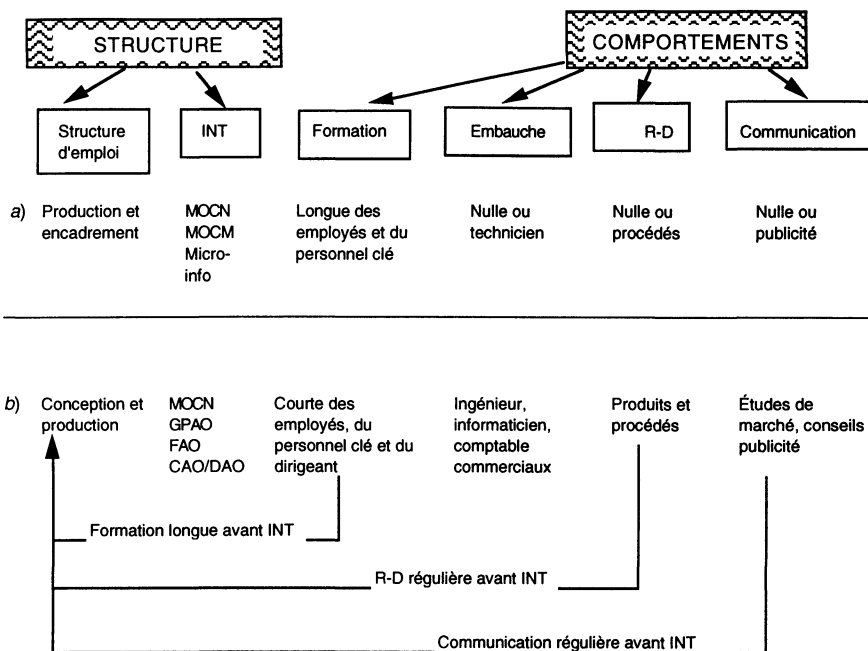 STRUCTURE
COMPORTEMENTS
Structure
d'emploi
INT
Formation
Embauche
R-D
Communication
a) Production et
encadrement
MOCN
MOCM
Micro-
info
Longue des
employés et du
personnel clé
Nulle ou
technicien
Nulle ou
procédés
Nulle ou
publicité
b) Conception et
production
MOCN
GPAO
FAO
CAO/DAO
Courte des
employés, du
personnel clé et du
dirigeant
Ingénieur,
informaticien,
comptable
commerciaux
Produits et
procédés
Études de
marché, conseils
publicité
Formation longue avant INT
R-D régulière avant INT
Communication régulière avant INT